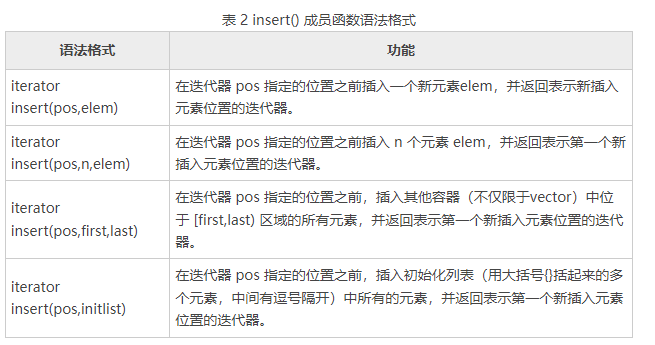 表 2 insert() 成员函数语法格式
语法格式
功能
iterator
insert(pos,elem)
在迭代器 pos 指定的位置之前插入一个新元素elem，并返回表示新插入
元素位置的迭代器。
iterator
insert(pos,n,elem)
在迭代器 pos 指定的位置之前插入 n 个元素 elem，并返回表示第一个新
插入元素位置的迭代器。
iterator
insert(pos,first,last)
在迭代器 pos 指定的位置之前，插入其他容器（不仅限于vector）中位
于 [first,last) 区域的所有元素，并返回表示第一个新插入元素位置的迭代
器。
iterator
insert(pos,initlist)
在迭代器 pos 指定的位置之前，插入初始化列表（用大括号{}括起来的多
个元素，中间有逗号隔开）中所有的元素，并返回表示第一个新插入元素
位置的迭代器。